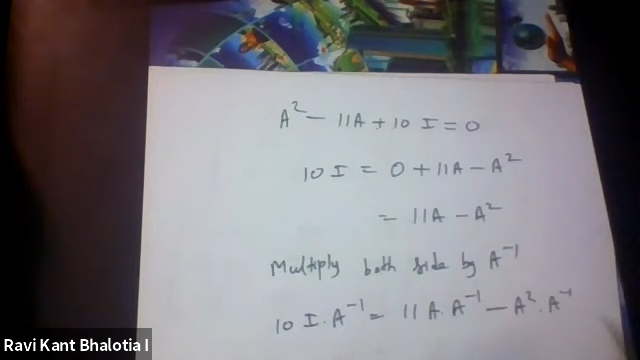 A² - 11A + 10 I = 0
10 I = 0 + 11A - A²
= 11A - A²
Multiply both side by A⁻¹
10 I . A⁻¹ = 11 A . A⁻¹ - A² . A⁻¹
Ravi Kant Bhalotia I